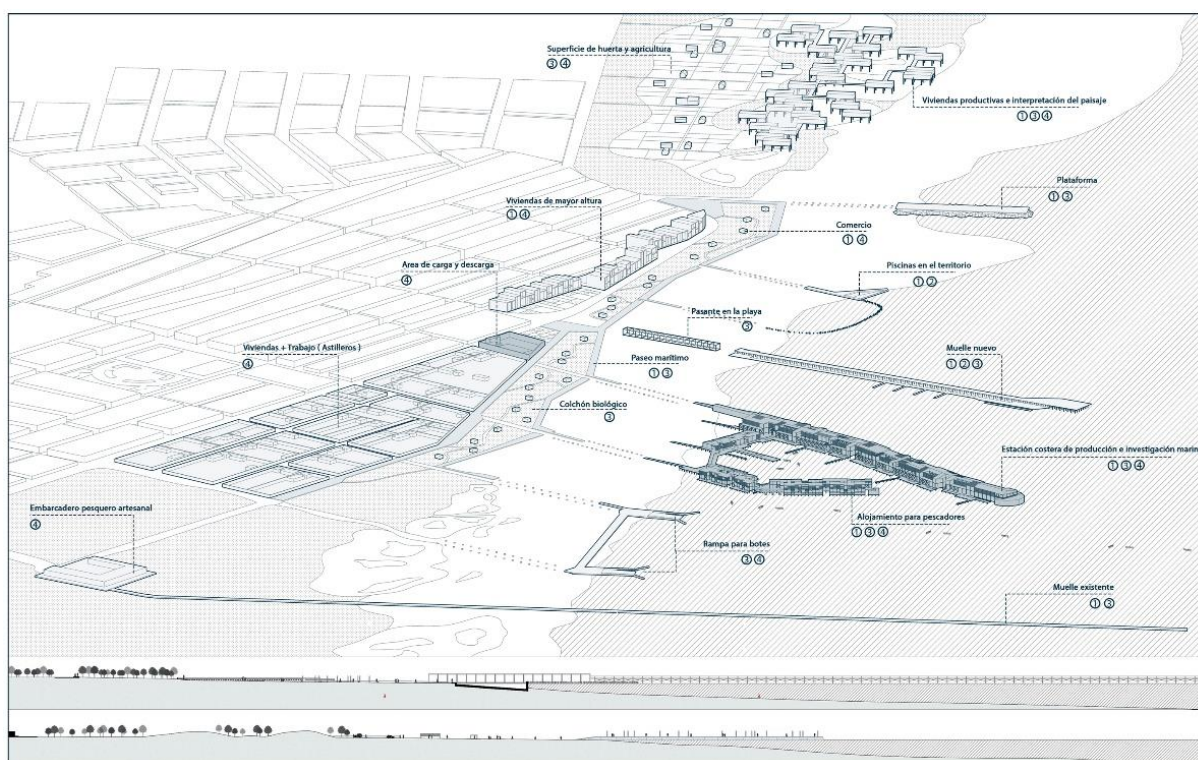 Superficie de huerta y agricultura
③ ④
Viviendas productivas e interpretación del paisaje
① ③ ④
Plataforma
① ③
Viviendas de mayor altura
① ④
Comercio
① ④
Area de carga y descarga
④
Piscinas en el territorio
① ②
Pasante en la playa
③
Viviendas + Trabajo ( Astilleros )
④
Paseo marítimo
① ③
Muelle nuevo
① ② ③
Colchón biológico
③
Estación costera de producción e investigación marin
① ③ ④
Embarcadero pesquero artesanal
④
Alojamiento para pescadores
① ③ ④
Rampa para botes
③ ④
Muelle existente
① ③